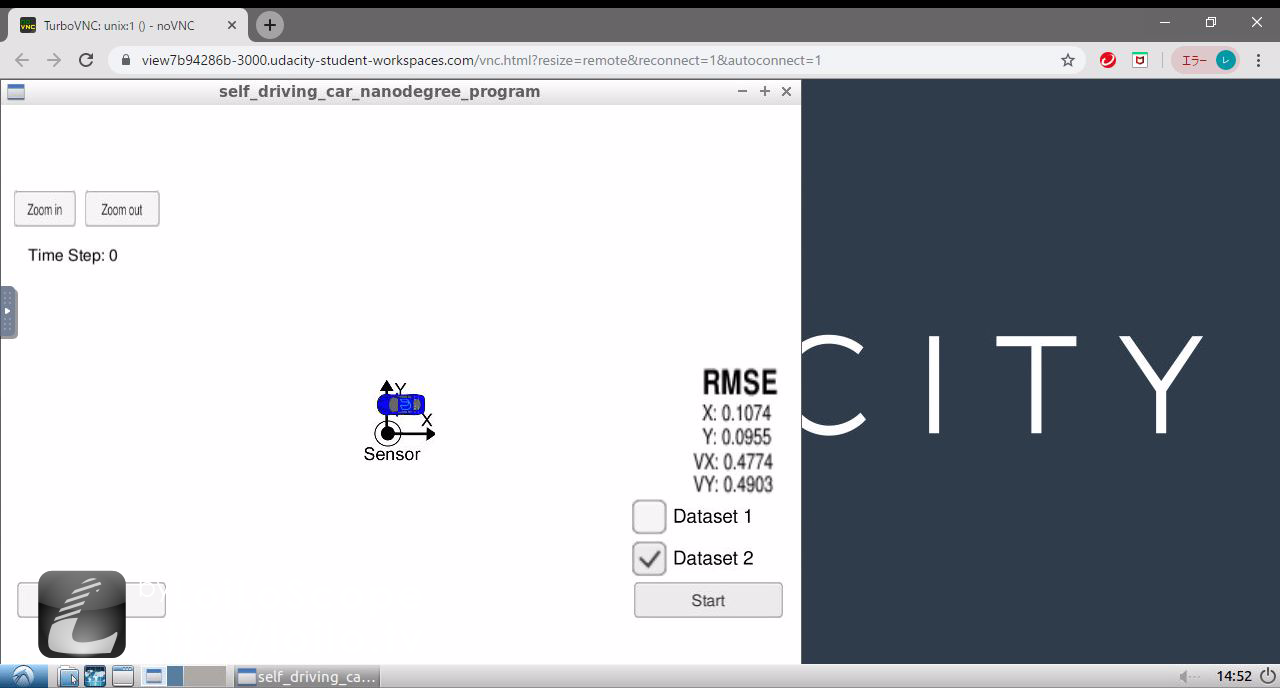 TurboVNC: unix:1 () - noVNC
view7b94286b-3000.udacity-student-workspaces.com/vnc.html?resize=remote&reconnect=1&autoconnect=1
エラー
レ
self_driving_car_nanodegree_program
Zoom in
Zoom out
Time Step: 0
CITY
Y
X
Sensor
RMSE
X: 0.1074
Y: 0.0955
VX: 0.4774
VY: 0.4903
Dataset 1
Dataset 2
Start
self_driving_ca...
14:52